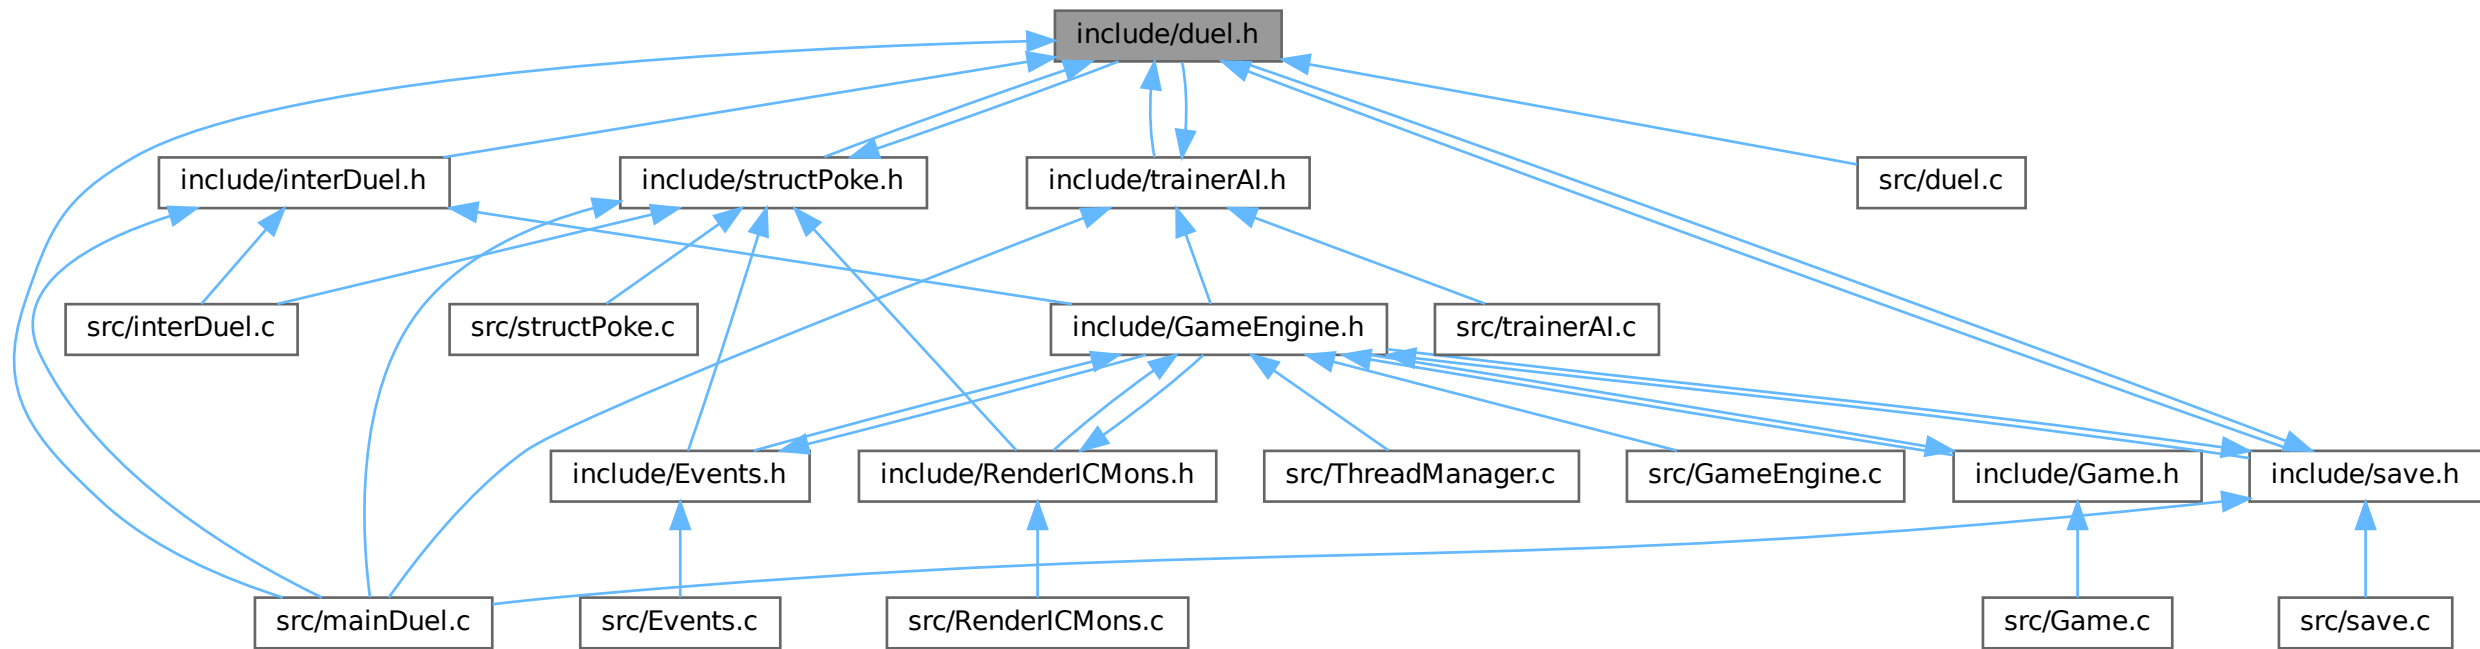 include/duel.h
include/interDuel.h
include/structPoke.h
include/trainerAI.h
src/duel.c
src/interDuel.c
src/structPoke.c
include/GameEngine.h
src/trainerAI.c
include/Events.h
include/RenderICMons.h
src/ThreadManager.c
src/GameEngine.c
include/Game.h
include/save.h
src/mainDuel.c
src/Events.c
src/RenderICMons.c
src/Game.c
src/save.c